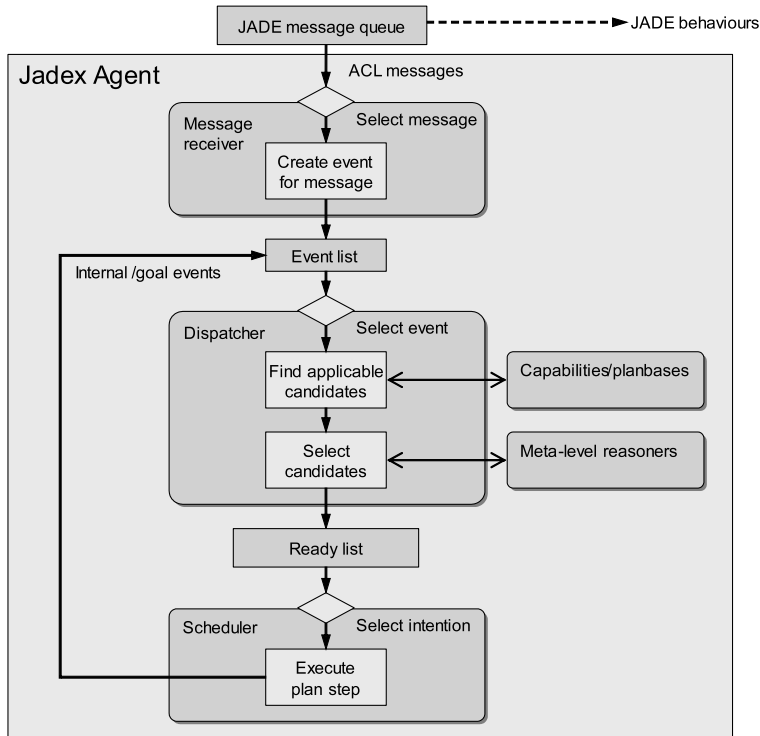 JADE message queue
JADE behaviours
Jadex Agent
ACL messages
Message
receiver
Select message
Create event
for message
Event list
Internal /goal events
Dispatcher
Select event
Find applicable
candidates
Capabilities/planbases
Select
candidates
Meta-level reasoners
Ready list
Scheduler
Select intention
Execute
plan step